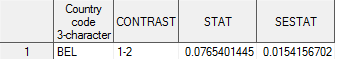 Country code 3-character CONTRAST STAT SESTAT
1 BEL 1-2 0.0765401445 0.0154156702